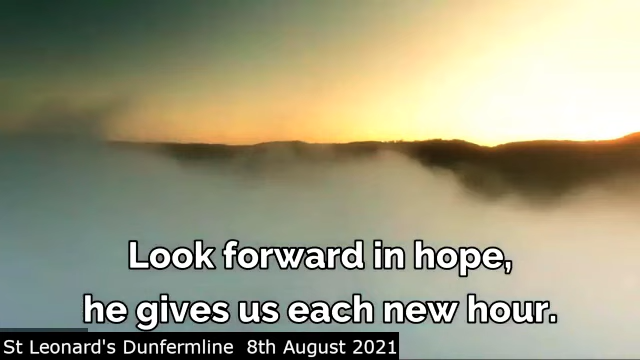 Look forward in hope,
he gives us each new hour.
St Leonard's Dunfermline 8th August 2021